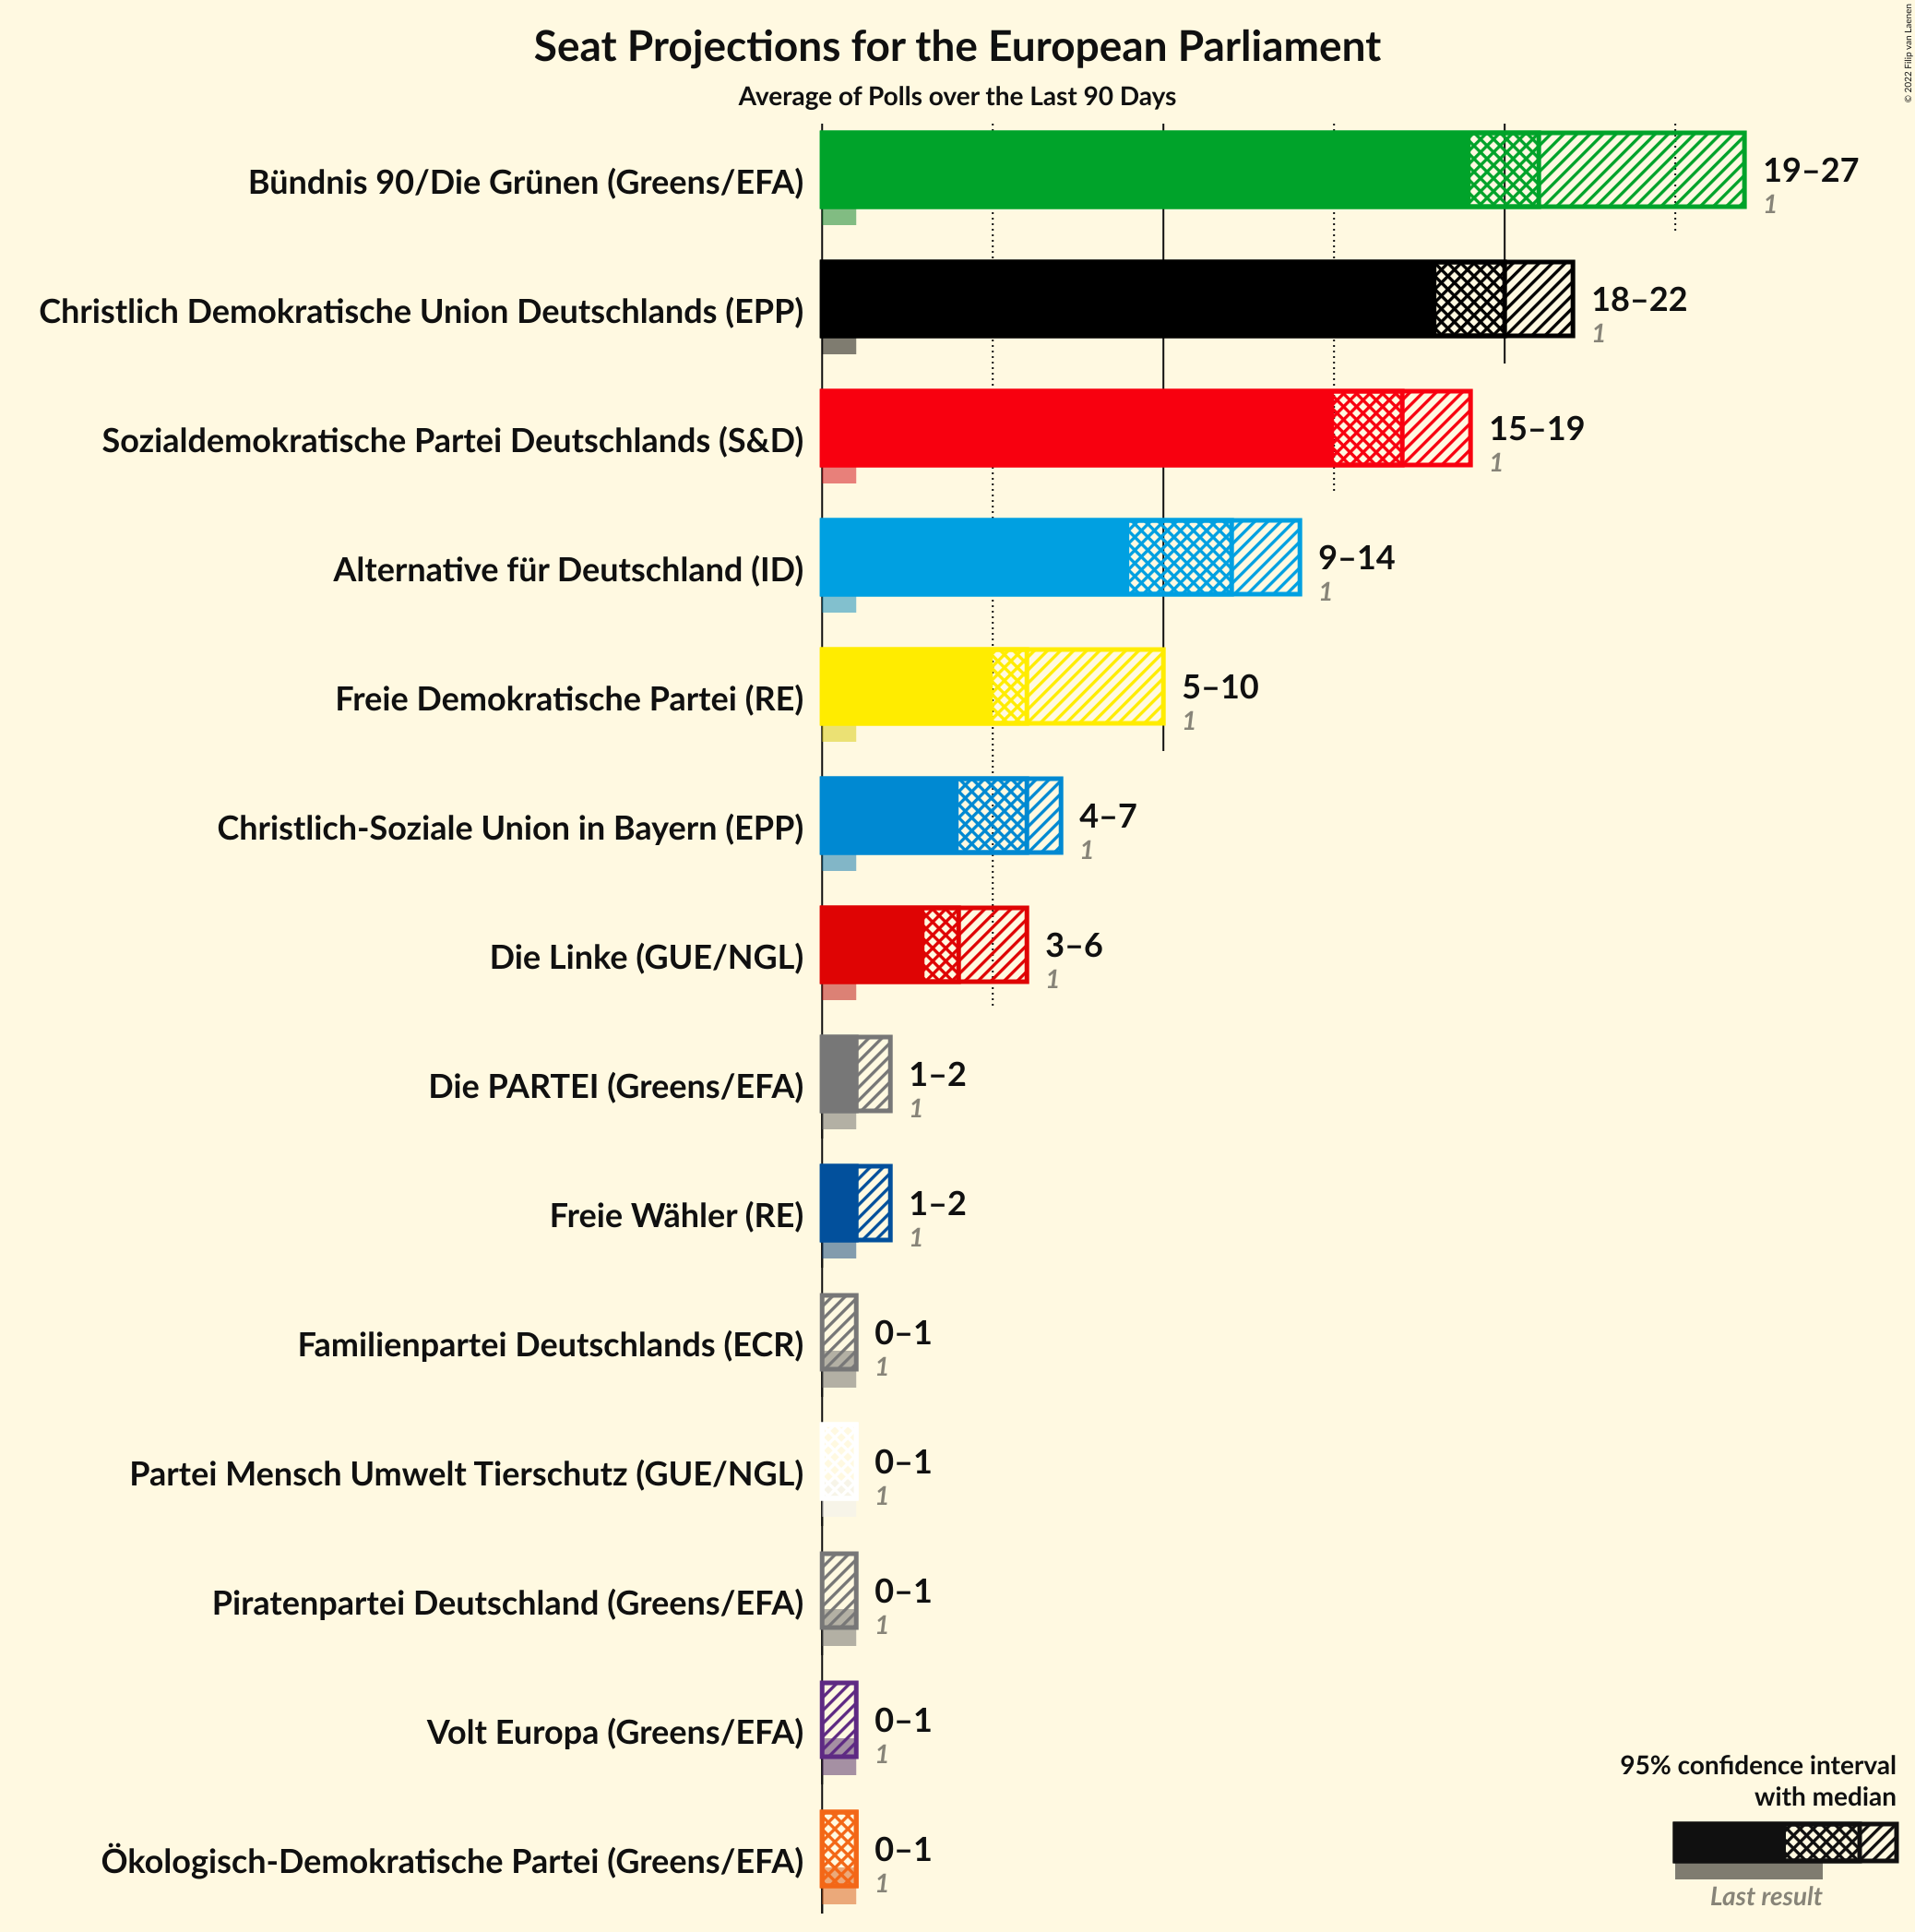 Seat Projections for the European Parliament
Average of Polls over the Last 90 Days
© 2022 Filip van Laenen
Bündnis 90/Die Grünen (Greens/EFA)
19–27
1
Christlich Demokratische Union Deutschlands (EPP)
18–22
1
Sozialdemokratische Partei Deutschlands (S&D)
15–19
1
Alternative für Deutschland (ID)
9–14
1
Freie Demokratische Partei (RE)
5–10
1
Christlich-Soziale Union in Bayern (EPP)
4–7
1
Die Linke (GUE/NGL)
3–6
1
Die PARTEI (Greens/EFA)
1–2
1
Freie Wähler (RE)
1–2
1
Familienpartei Deutschlands (ECR)
0–1
1
Partei Mensch Umwelt Tierschutz (GUE/NGL)
0–1
1
Piratenpartei Deutschland (Greens/EFA)
0–1
1
Volt Europa (Greens/EFA)
0–1
1
Ökologisch-Demokratische Partei (Greens/EFA)
0–1
1
95% confidence interval
with median
Last result